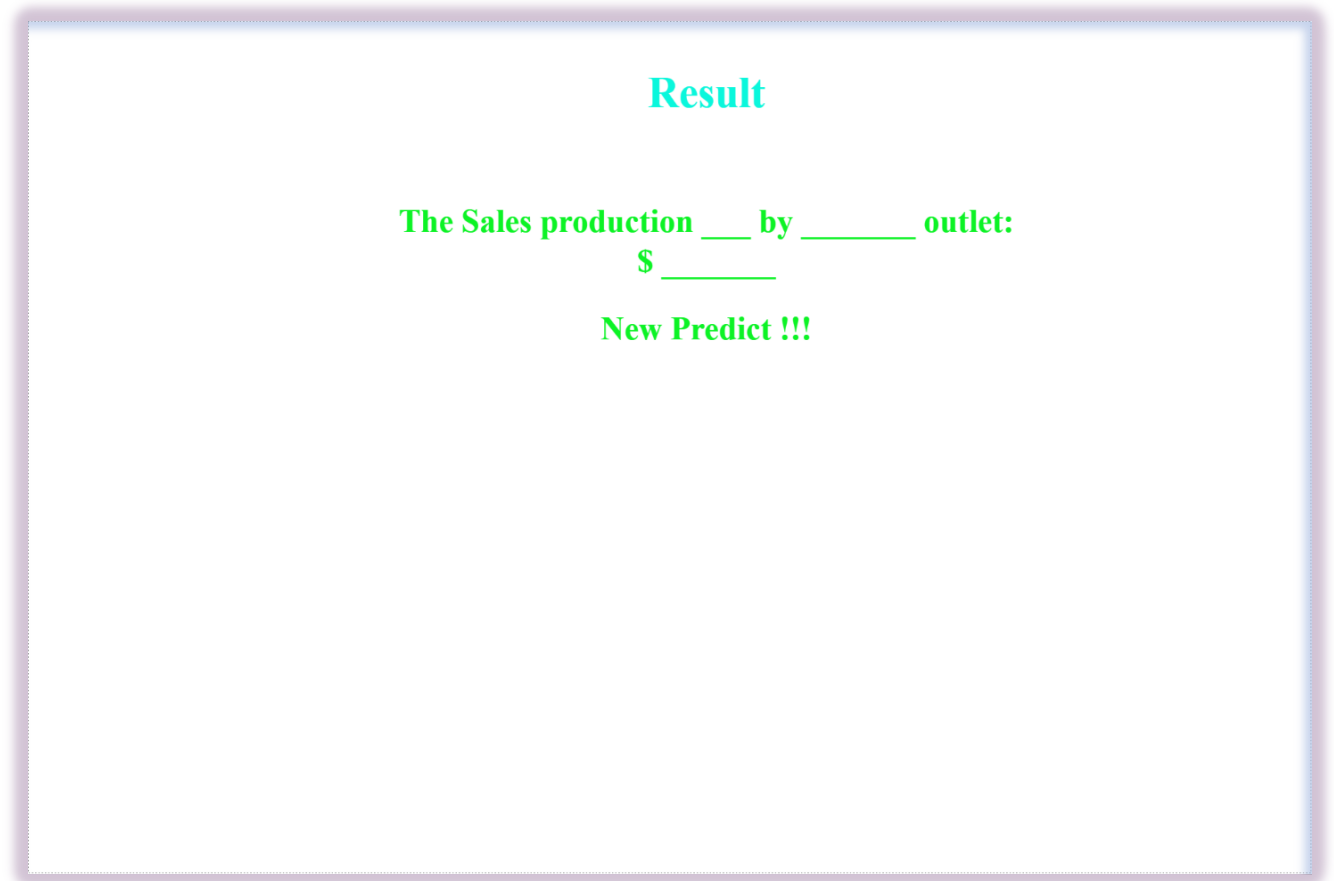 Result
The Sales production ___ by _______ outlet:
$ _______
New Predict !!!